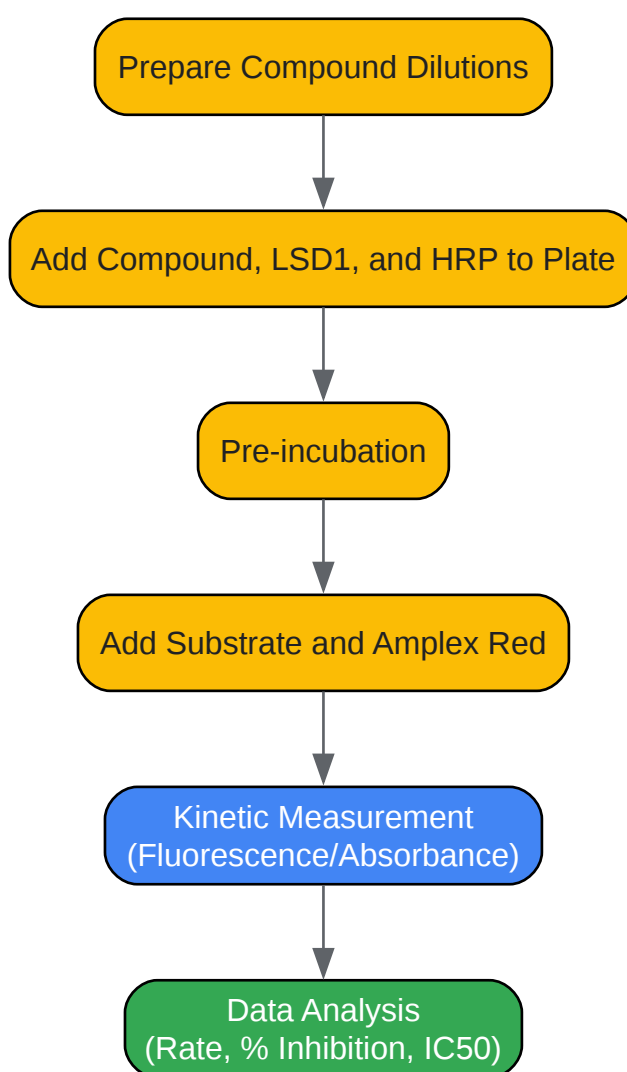 Prepare Compound Dilutions
Add Compound, LSD1, and HRP to Plate
Pre-incubation
Add Substrate and Amplex Red
Kinetic Measurement
(Fluorescence/Absorbance)
Data Analysis
(Rate, % Inhibition, IC50)